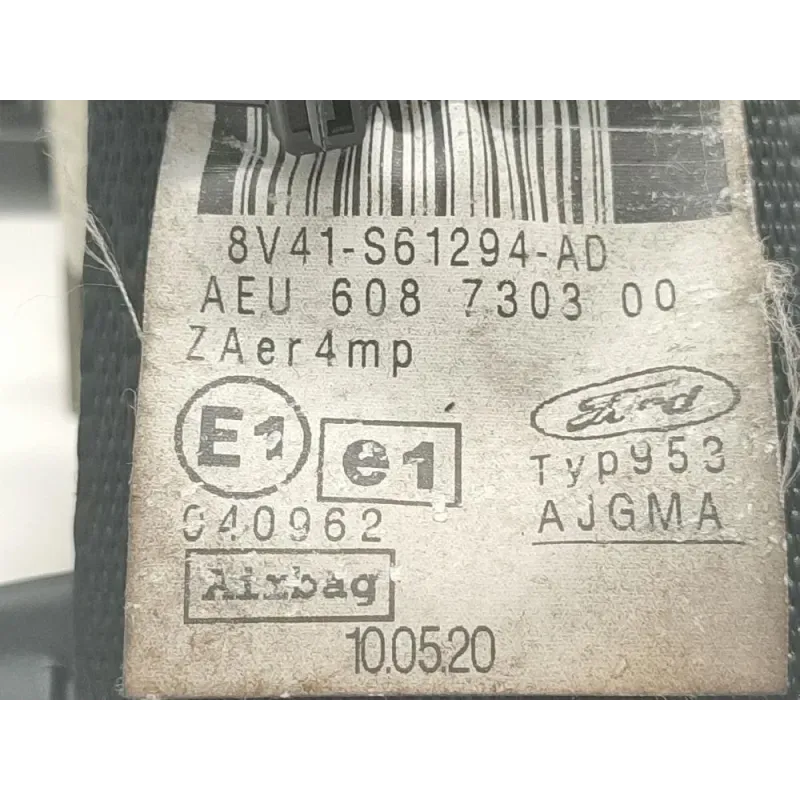 8V41-S61294-AD
AEU 608 7303 00
ZAer4mp
E1 e1
Ford
Typ953
040962
AJGMA
Airbag
10.05.20